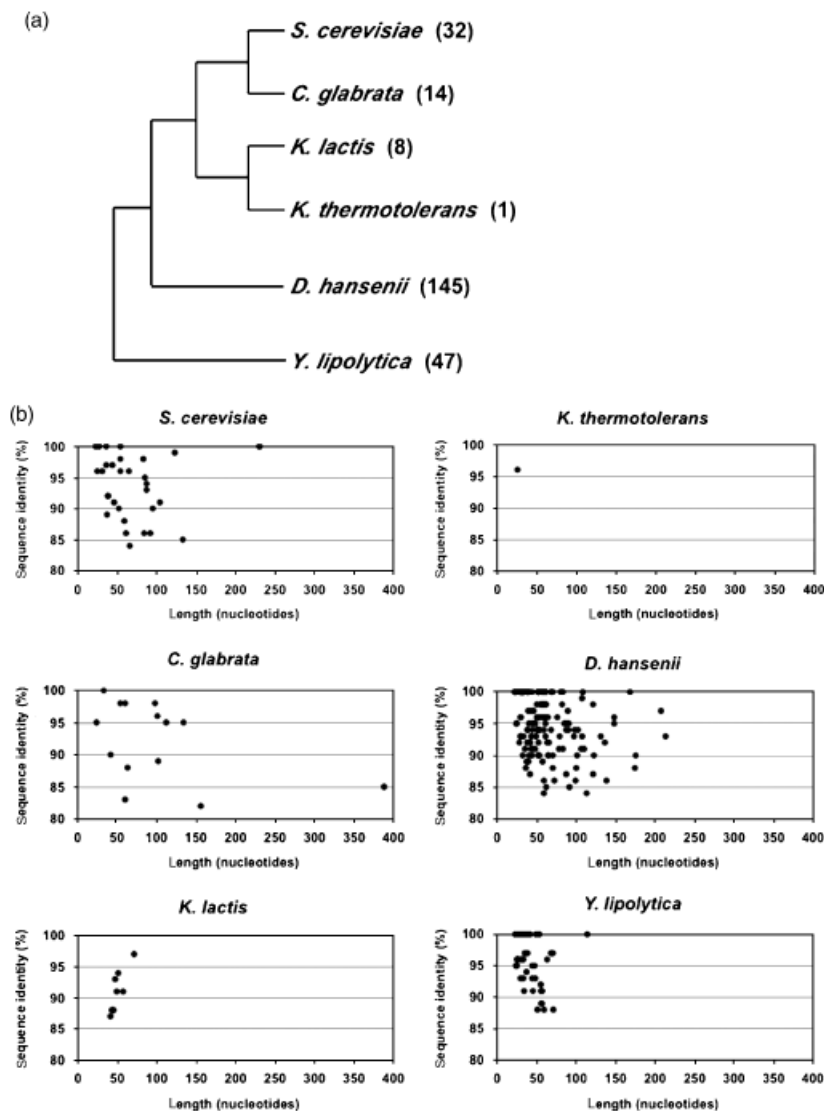 (a)
S. cerevisiae (32)
C. glabrata (14)
K. lactis (8)
K. thermotolerans (1)
D. hansenii (145)
Y. lipolytica (47)
(b)
S. cerevisiae
Sequence identity (%)
100
95
90
85
80
0 50 100 150 200 250 300 350 400
Length (nucleotides)
K. thermotolerans
Sequence identity (%)
100
95
90
85
80
0 50 100 150 200 250 300 350 400
Length (nucleotides)
C. glabrata
Sequence identity (%)
100
95
90
85
80
0 50 100 150 200 250 300 350 400
Length (nucleotides)
D. hansenii
Sequence identity (%)
100
95
90
85
80
0 50 100 150 200 250 300 350 400
Length (nucleotides)
K. lactis
Sequence identity (%)
100
95
90
85
80
0 50 100 150 200 250 300 350 400
Length (nucleotides)
Y. lipolytica
Sequence identity (%)
100
95
90
85
80
0 50 100 150 200 250 300 350 400
Length (nucleotides)